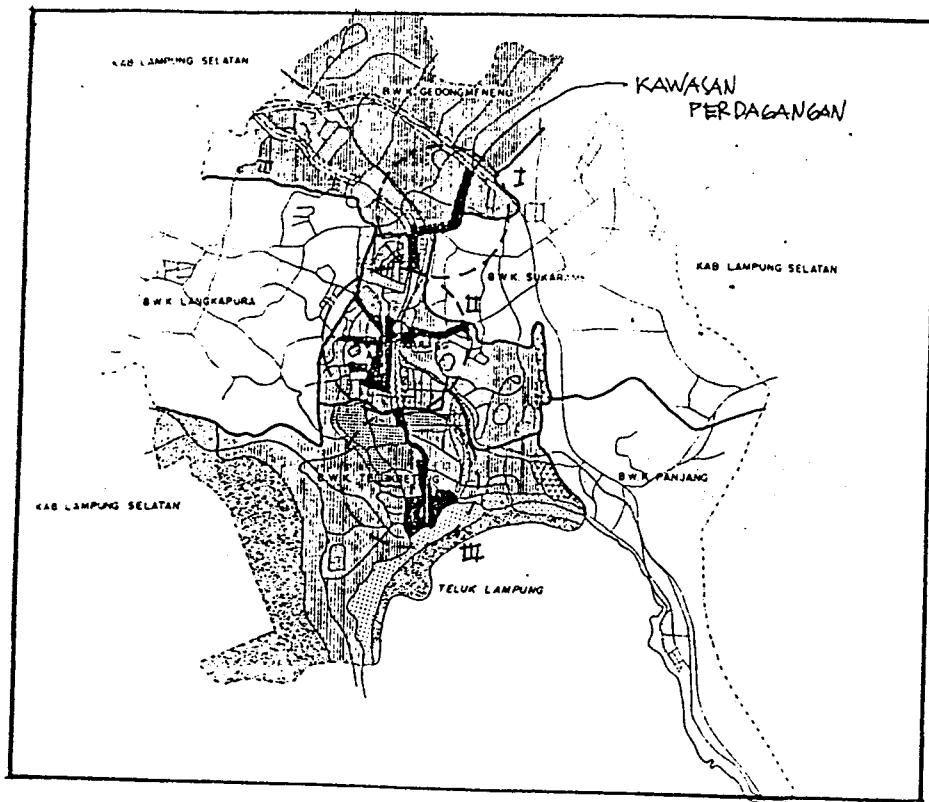 KAB LAMPUNG SELATAN
B.W.K. GEDONGMENENG
KAWASAN
PERDAGANGAN
I
B.W.K. SUKARAME
KAB LAMPUNG SELATAN
B.W.K. LANGKAPURA
II
B.W.K.
B.W.K. PANJANG
KAB LAMPUNG SELATAN
III
TELUK LAMPUNG